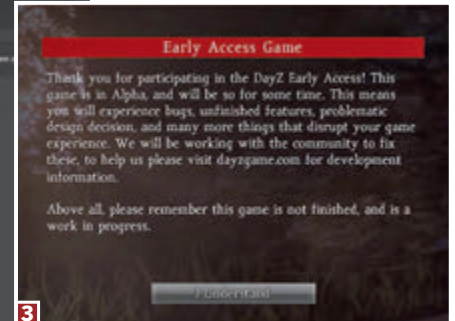 Early Access Game
Thank you for participating in the DayZ Early Access! This
game is in Alpha, and will be so for some time. This means
you will experience bugs, unfinished features, problematic
design decision, and many more things that disrupt your game
experience. We will be working with the community to fix
these, to help us please visit dayzgame.com for development
information.
Above all, please remember this game is not finished, and is a
work in progress.
I Understand
3